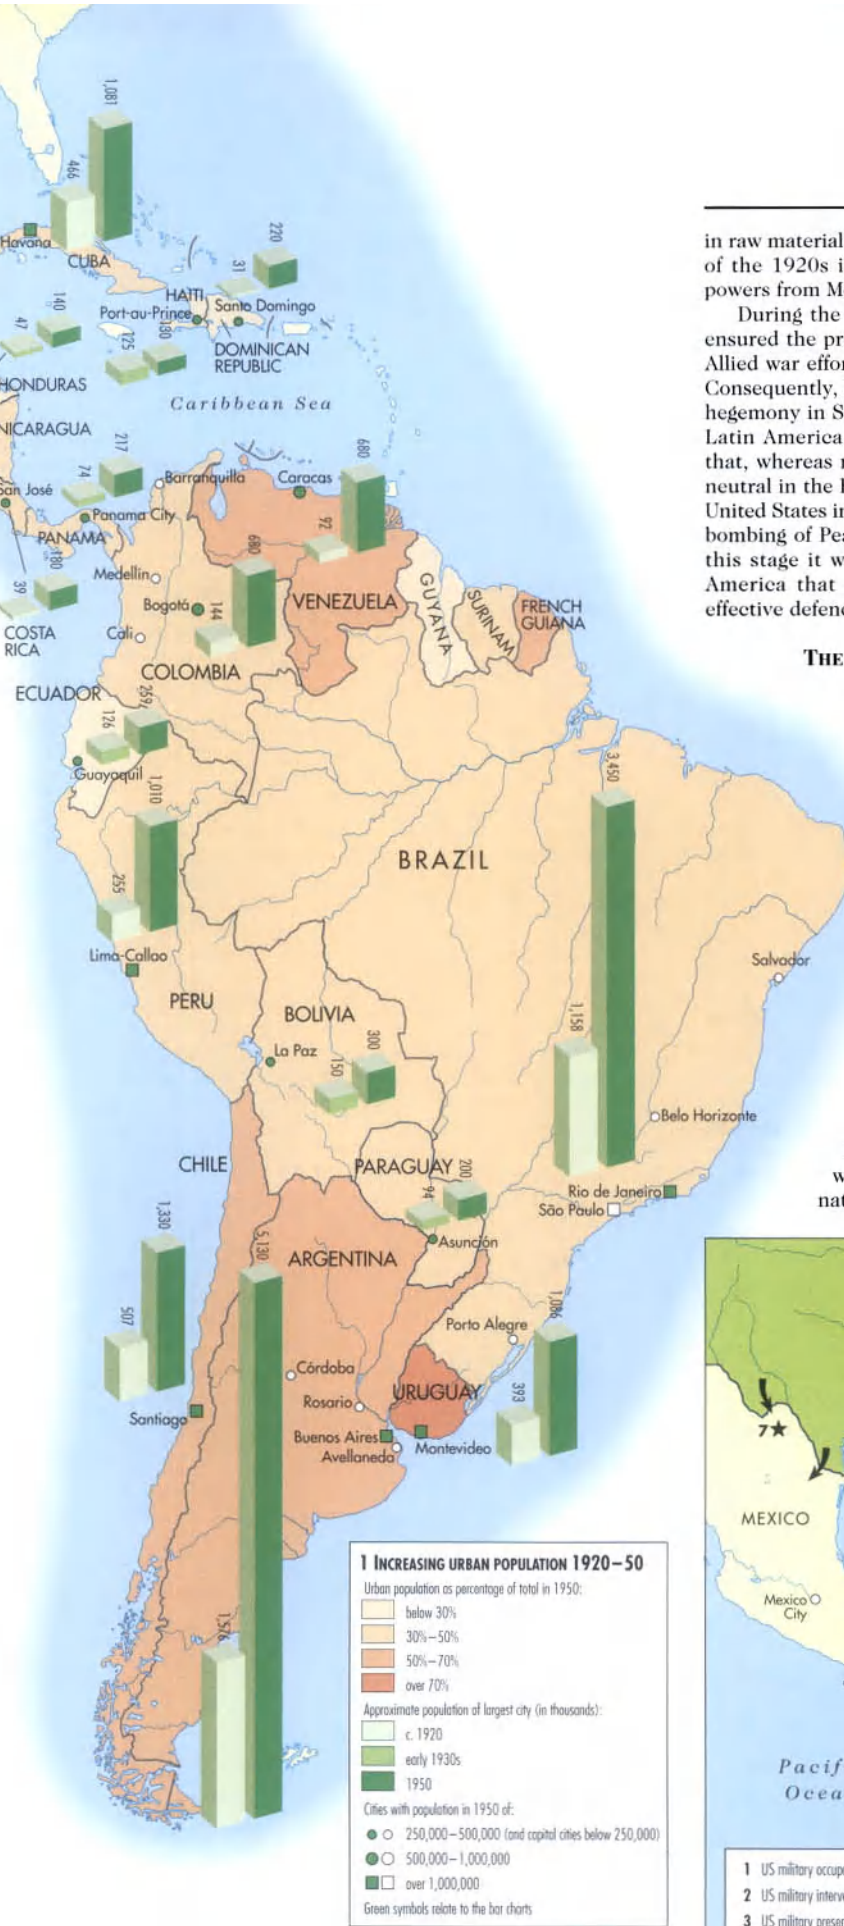 1,081
466
Havana
CUBA
220
31
HAITI
Port-au-Prince
Santo Domingo
DOMINICAN
REPUBLIC
140
47
125
180
HONDURAS
Caribbean Sea
NICARAGUA
217
74
San José
Barranquilla
Caracas
680
92
Panama City
PANAMA
180
39
COSTA
RICA
Medellín
Bogotá
144
680
Cali
VENEZUELA
GUYANA
SURINAM
FRENCH
GUIANA
COLOMBIA
ECUADOR
259
126
Guayaquil
1,010
255
3,450
BRAZIL
Lima-Callao
PERU
Salvador
BOLIVIA
La Paz
300
150
1,158
Belo Horizonte
CHILE
PARAGUAY
200
94
Rio de Janeiro
São Paulo
Asunción
1,330
507
5,130
ARGENTINA
Porto Alegre
1,086
393
Córdoba
Rosario
URUGUAY
Santiago
Buenos Aires
Avellaneda
Montevideo
1576
1 INCREASING URBAN POPULATION 1920–50
Urban population as percentage of total in 1950:
below 30%
30%–50%
50%–70%
over 70%
Approximate population of largest city (in thousands):
c. 1920
early 1930s
1950
Cities with population in 1950 of:
250,000–500,000 (and capital cities below 250,000)
500,000–1,000,000
over 1,000,000
Green symbols relate to the bar charts
in raw material
of the 1920s i
powers from M
During the
ensured the pr
Allied war effor
Consequently,
hegemony in S
Latin America
that, whereas
neutral in the
United States in
bombing of Pea
this stage it w
America that
effective defenc
THE
w
nat
7
MEXICO
Mexico
City
Pacif
Ocea
1 US military occup
2 US military interv
3 US military presen